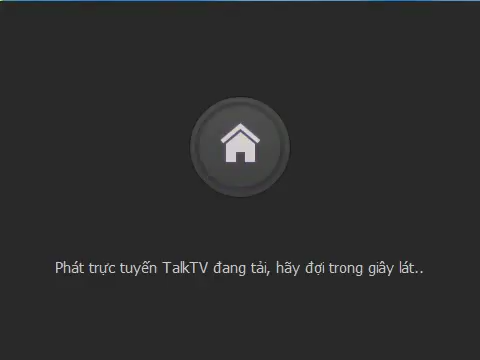 Phát trực tuyến TalkTV đang tải, hãy đợi trong giây lát..